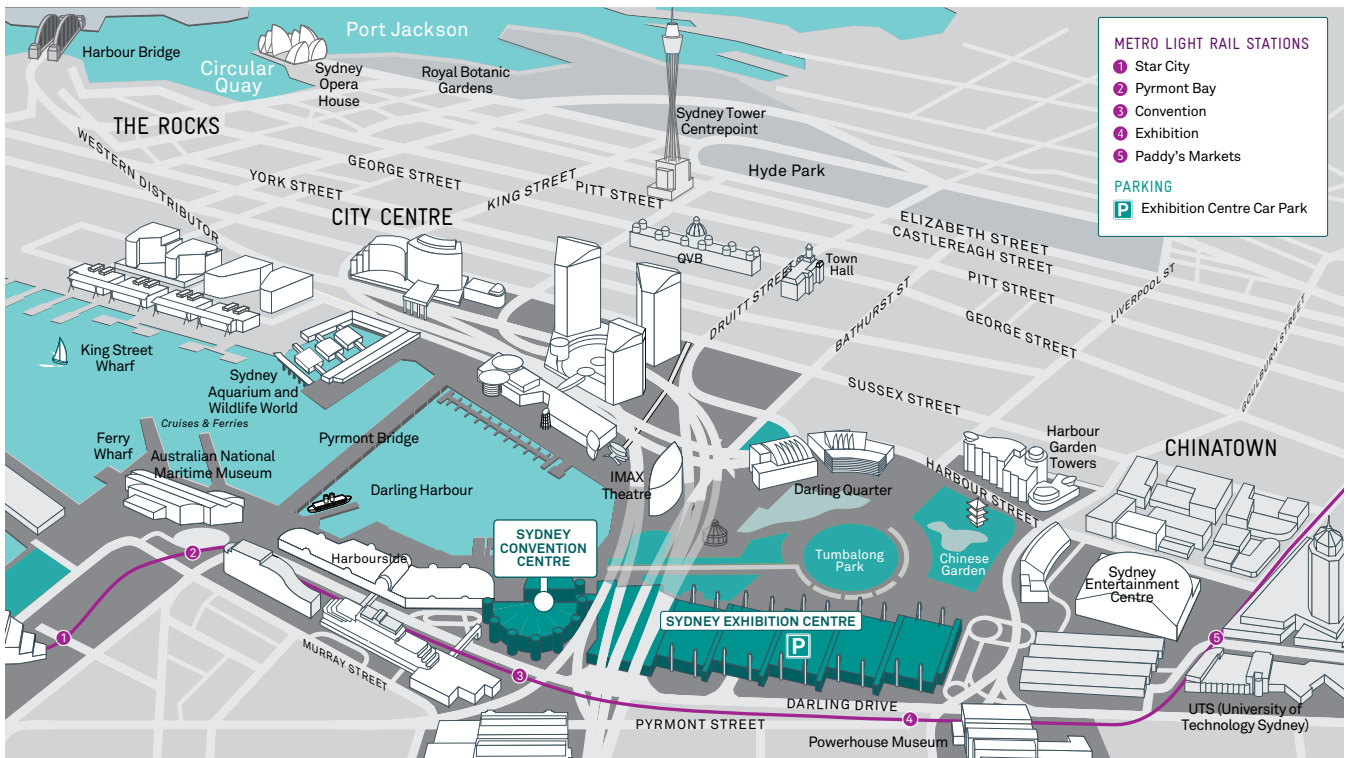 Harbour Bridge
Port Jackson
Circular
Quay
Sydney
Opera
House
Royal Botanic
Gardens
THE ROCKS
WESTERN DISTRIBUTOR
YORK STREET
GEORGE STREET
CITY CENTRE
KING STREET
PITT STREET
Sydney Tower
Centrepoint
Hyde Park
METRO LIGHT RAIL STATIONS
1 Star City
2 Pyrmont Bay
3 Convention
4 Exhibition
5 Paddy's Markets
PARKING
P Exhibition Centre Car Park
ELIZABETH STREET
CASTLEREAGH STREET
PITT STREET
GEORGE STREET
SUSSEX STREET
QVB
Town
Hall
DRUITT STREET
BATHURST ST
LIVERPOOL ST
GOULBURN STREET
King Street
Wharf
Sydney
Aquarium and
Wildlife World
Cruises & Ferries
Ferry
Wharf
Australian National
Maritime Museum
Pyrmont Bridge
Darling Harbour
IMAX
Theatre
Darling Quarter
HARBOUR STREET
Harbour
Garden
Towers
CHINATOWN
2
Harbourside
SYDNEY
CONVENTION
CENTRE
Tumbalong
Park
Chinese
Garden
Sydney
Entertainment
Centre
1
SYDNEY EXHIBITION CENTRE
P
5
MURRAY STREET
3
DARLING DRIVE
4
PYRMONT STREET
Powerhouse Museum
UTS (University of
Technology Sydney)